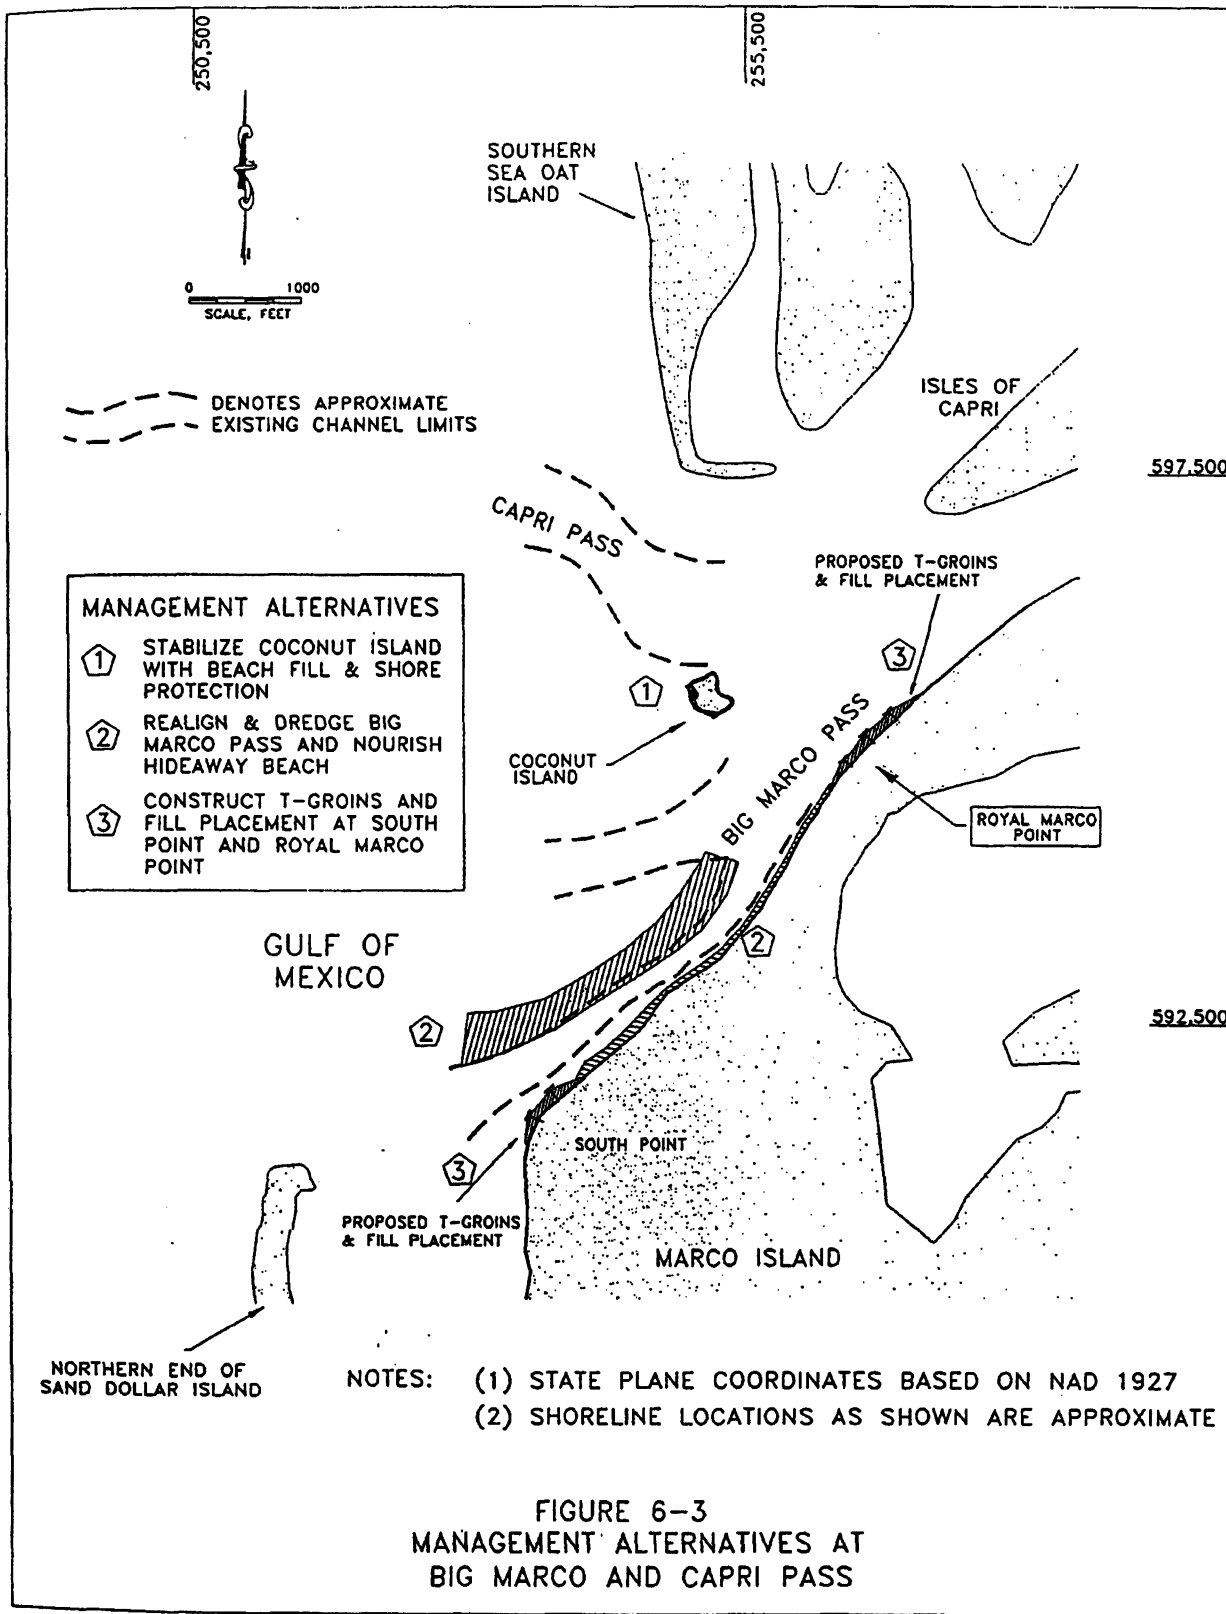 250,500
255,500
SOUTHERN
SEA OAT
ISLAND
0 1000
SCALE, FEET
DENOTES APPROXIMATE
EXISTING CHANNEL LIMITS
ISLES OF
CAPRI
597,500
CAPRI PASS
PROPOSED T-GROINS
& FILL PLACEMENT
3
MANAGEMENT ALTERNATIVES
1 STABILIZE COCONUT ISLAND
WITH BEACH FILL & SHORE
PROTECTION
2 REALIGN & DREDGE BIG
MARCO PASS AND NOURISH
HIDEAWAY BEACH
3 CONSTRUCT T-GROINS AND
FILL PLACEMENT AT SOUTH
POINT AND ROYAL MARCO
POINT
1
COCONUT
ISLAND
BIG MARCO PASS
ROYAL MARCO
POINT
2
GULF OF
MEXICO
2
592,500
SOUTH POINT
3
PROPOSED T-GROINS
& FILL PLACEMENT
MARCO ISLAND
NORTHERN END OF
SAND DOLLAR ISLAND
NOTES: (1) STATE PLANE COORDINATES BASED ON NAD 1927
(2) SHORELINE LOCATIONS AS SHOWN ARE APPROXIMATE
FIGURE 6-3
MANAGEMENT ALTERNATIVES AT
BIG MARCO AND CAPRI PASS